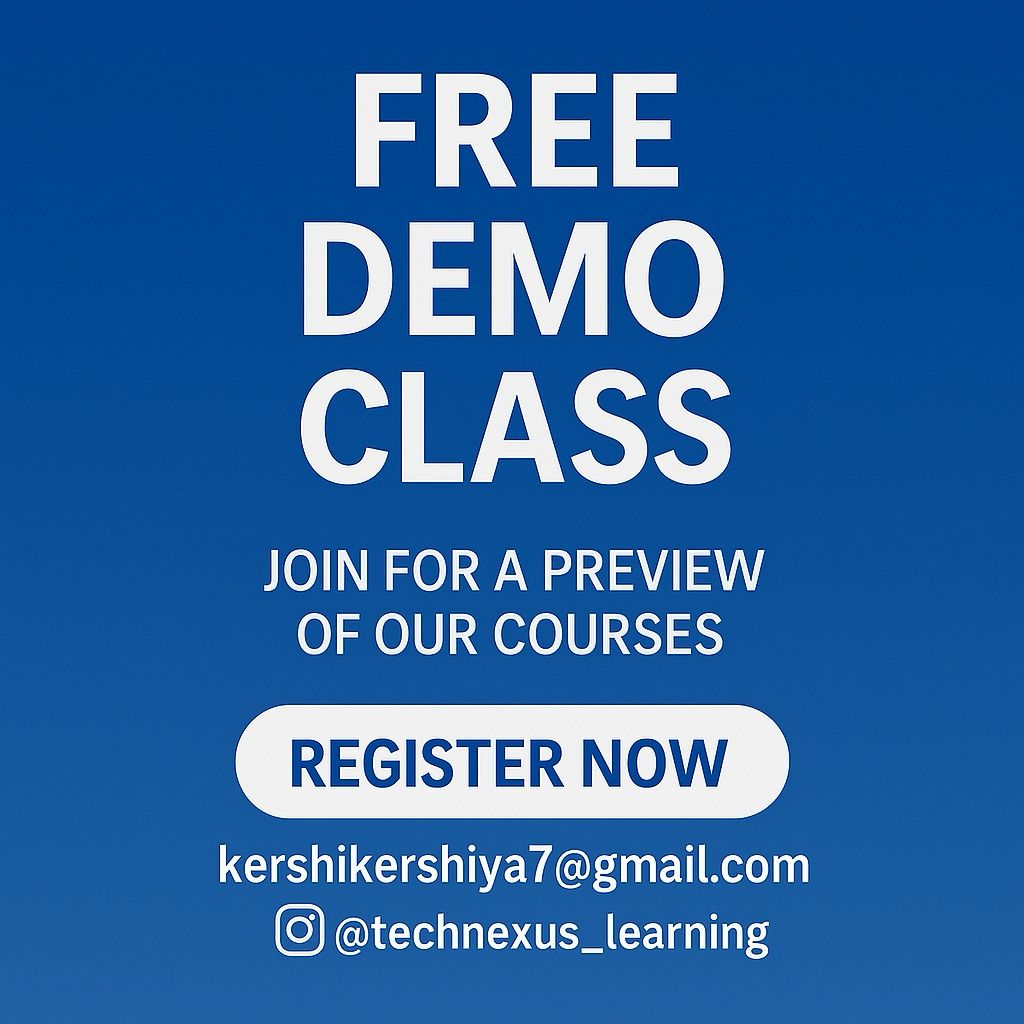 FREE
DEMO
CLASS
JOIN FOR A PREVIEW
OF OUR COURSES
REGISTER NOW
kershikershiya7@gmail.com
@technexus_learning